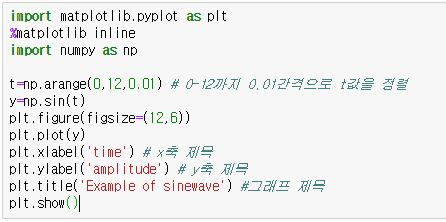 import matplotlib.pyplot as plt
%matplotlib inline
import numpy as np
t=np.arange(0,12,0.01) # 0-12까지 0.01간격으로 t값을 정렬
y=np.sin(t)
plt.figure(figsize=(12,6))
plt.plot(y)
plt.xlabel('time') # x축 제목
plt.ylabel('amplitude') # y축 제목
plt.title('Example of sinewave') #그래프 제목
plt.show()